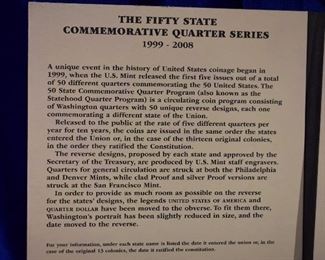 THE FIFTY STATE
COMMEMORATIVE QUARTER SERIES
1999 - 2008
A unique event in the history of United States coinage began in
1999, when the U.S. Mint released the first five issues out of a total
of 50 different quarters commemorating the 50 United States. The
50 State Commemorative Quarter Program (also known as the
Statehood Quarter Program) is a circulating coin program consisting
of Washington quarters with 50 unique reverse designs, each one
commemorating a different state of the Union.
Released to the public at the rate of five different quarters per
year for ten years, the coins are issued in the same order the states
entered the Union or, in the case of the thirteen original colonies,
in the order they ratified the Constitution.
The reverse designs, proposed by each state and approved by the
Secretary of the Treasury, are produced by U.S. Mint staff engravers.
Quarters for general circulation are struck at both the Philadelphia
and Denver Mints, while clad Proof and silver Proof versions are
struck at the San Francisco Mint.
In order to provide as much room as possible on the reverse
for the states' designs, the legends UNITED STATES OF AMERICA and
QUARTER DOLLAR have been moved to the obverse. To fit them there,
Washington's portrait has been slightly reduced in size, and the
date moved to the reverse.
For your information, under each state name is listed the date it entered the union or, in
the case of the original 13 colonies, the date it ratified the constitution.